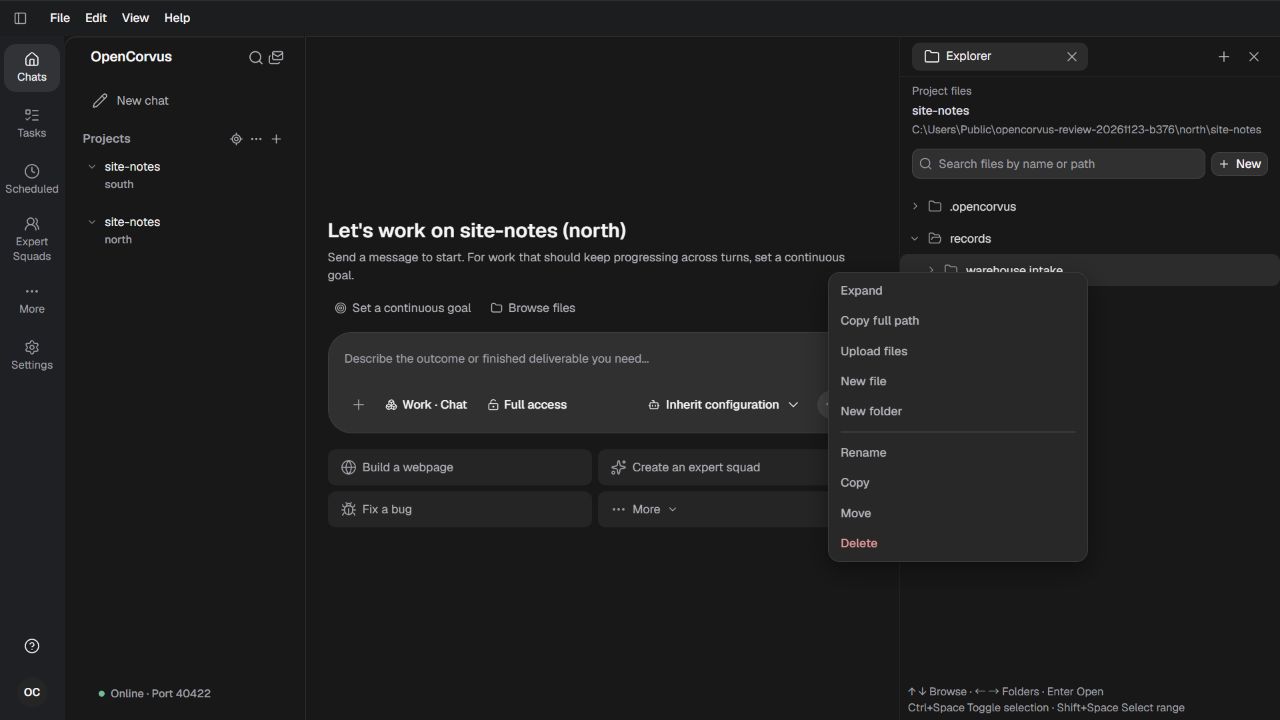 File Edit View Help
Chats
Tasks
Scheduled
Expert
Squads
More
Settings
OC
OpenCorvus
New chat
Projects
site-notes
south
site-notes
north
Online · Port 40422
Let's work on site-notes (north)
Send a message to start. For work that should keep progressing across turns, set a continuous
goal.
Set a continuous goal Browse files
Describe the outcome or finished deliverable you need...
Work · Chat Full access Inherit configuration
Build a webpage Create an expert squad
Fix a bug More
Explorer
Project files
site-notes
C:\Users\Public\opencorvus-review-20261123-b376\north\site-notes
Search files by name or path New
.opencorvus
records
warehouse intake
Expand
Copy full path
Upload files
New file
New folder
Rename
Copy
Move
Delete
↑ ↓ Browse · ← → Folders · Enter Open
Ctrl+Space Toggle selection · Shift+Space Select range